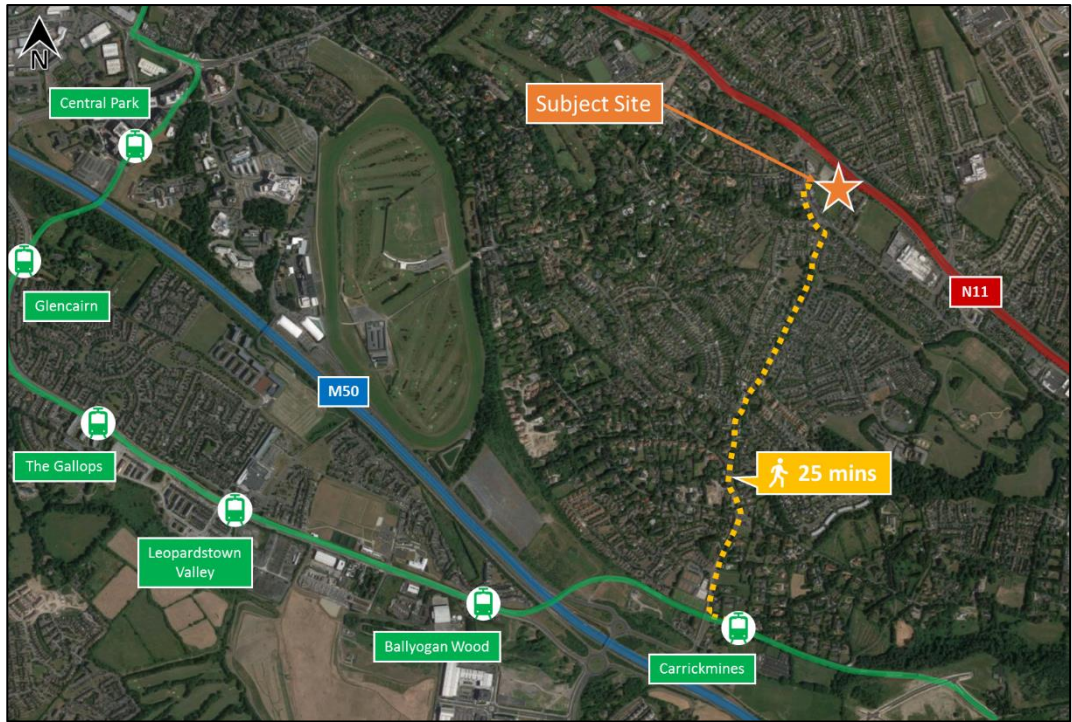 N
Central Park
Subject Site
Glencairn
N11
M50
The Gallops
25 mins
Leopardstown
Valley
Ballyogan Wood
Carrickmines